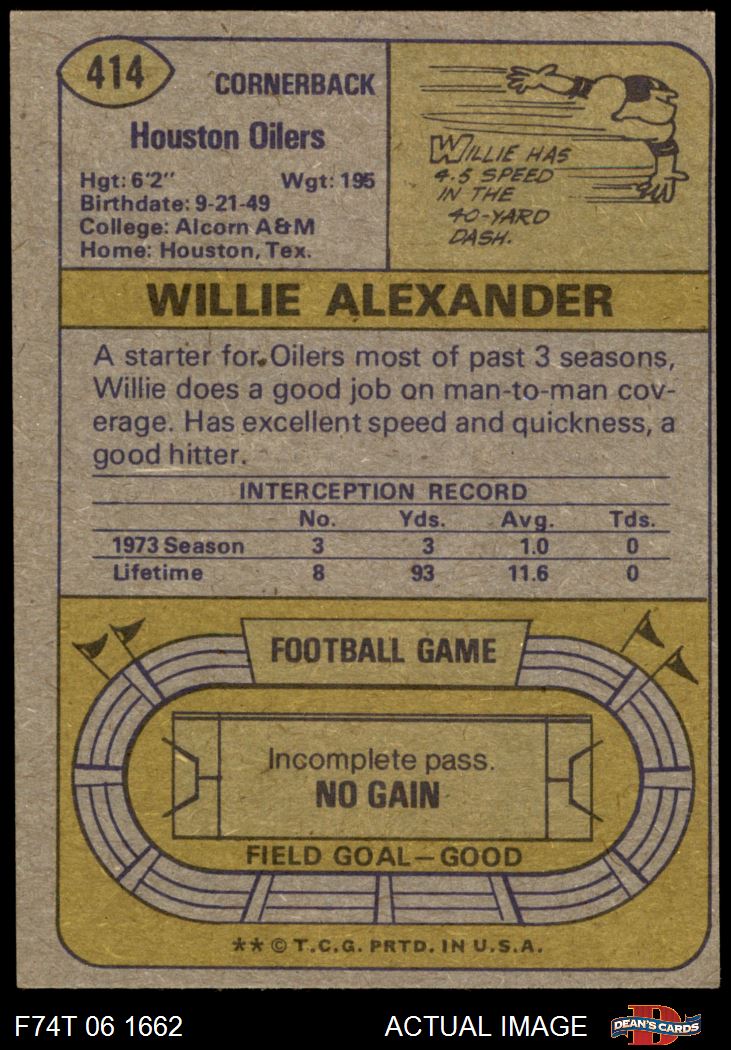 414
CORNERBACK
Houston Oilers
Hgt: 6'2" Wgt: 195
Birthdate: 9-21-49
College: Alcorn A&M
Home: Houston, Tex.
WILLIE HAS
4.5 SPEED
IN THE
40-YARD
DASH.
WILLIE ALEXANDER
A starter for Oilers most of past 3 seasons,
Willie does a good job on man-to-man cov-
erage. Has excellent speed and quickness, a
good hitter.
INTERCEPTION RECORD
No. Yds. Avg. Tds.
1973 Season 3 3 1.0 0
Lifetime 8 93 11.6 0
FOOTBALL GAME
Incomplete pass.
NO GAIN
FIELD GOAL—GOOD
** © T.C.G. PRTD. IN U.S.A.
F74T 06 1662 ACTUAL IMAGE
D
DEAN'S CARDS